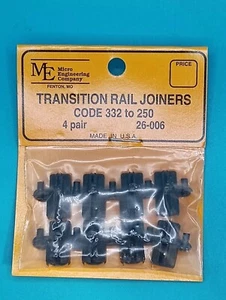 ME
Micro
Engineering
Company
FENTON, MO
PRICE
TRANSITION RAIL JOINERS
CODE 332 to 250
4 pair 26-006
MADE IN U.S.A.